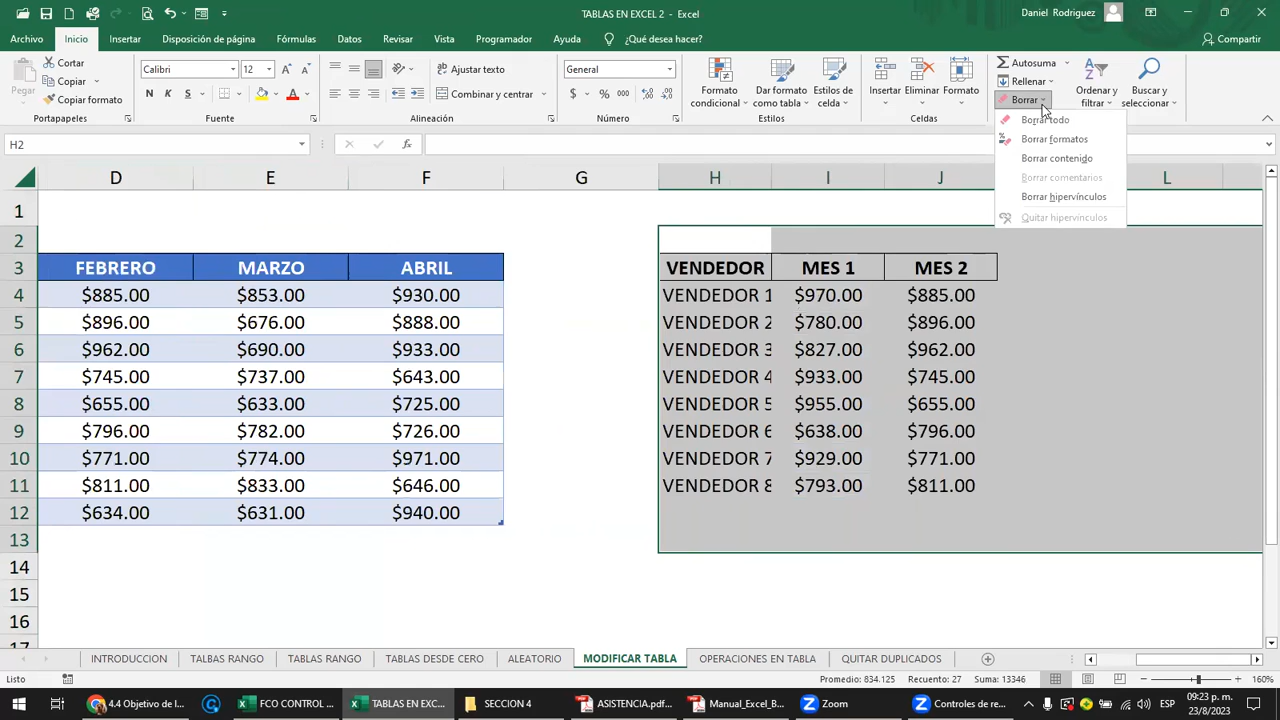 TABLAS EN EXCEL 2 - Excel
Daniel Rodriguez
Archivo Inicio Insertar Disposición de página Fórmulas Datos Revisar Vista Programador Ayuda ¿Qué desea hacer? Compartir
Pegar
Cortar
Copiar
Copiar formato
Portapapeles
Calibri 12
N K S
Fuente
Ajustar texto
Combinar y centrar
Alineación
General
$ % 000
Número
Formato condicional
Dar formato como tabla
Estilos de celda
Estilos
Insertar Eliminar Formato
Celdas
Autosuma
Rellenar
Borrar
Ordenar y filtrar
Buscar y seleccionar
Borrar todo
Borrar formatos
Borrar contenido
Borrar comentarios
Borrar hipervínculos
Quitar hipervínculos
H2
fx
D E F G H I J L
1
2
3 FEBRERO MARZO ABRIL VENDEDOR MES 1 MES 2
4 $885.00 $853.00 $930.00 VENDEDOR 1 $970.00 $885.00
5 $896.00 $676.00 $888.00 VENDEDOR 2 $780.00 $896.00
6 $962.00 $690.00 $933.00 VENDEDOR 3 $827.00 $962.00
7 $745.00 $737.00 $643.00 VENDEDOR 4 $933.00 $745.00
8 $655.00 $633.00 $725.00 VENDEDOR 5 $955.00 $655.00
9 $796.00 $782.00 $726.00 VENDEDOR 6 $638.00 $796.00
10 $771.00 $774.00 $971.00 VENDEDOR 7 $929.00 $771.00
11 $811.00 $833.00 $646.00 VENDEDOR 8 $793.00 $811.00
12 $634.00 $631.00 $940.00
13
14
15
16
17
INTRODUCCION TALBAS RANGO TABLAS RANGO TABLAS DESDE CERO ALEATORIO MODIFICAR TABLA OPERACIONES EN TABLA QUITAR DUPLICADOS
Listo Promedio: 834.125 Recuento: 27 Suma: 13346 160%
4.4 Objetivo de l... FCO CONTROL ... TABLAS EN EXC... SECCION 4 ASISTENCIA.pdf... Manual_Excel_B... Zoom Controles de re... ESP
09:23 p. m.
23/8/2023